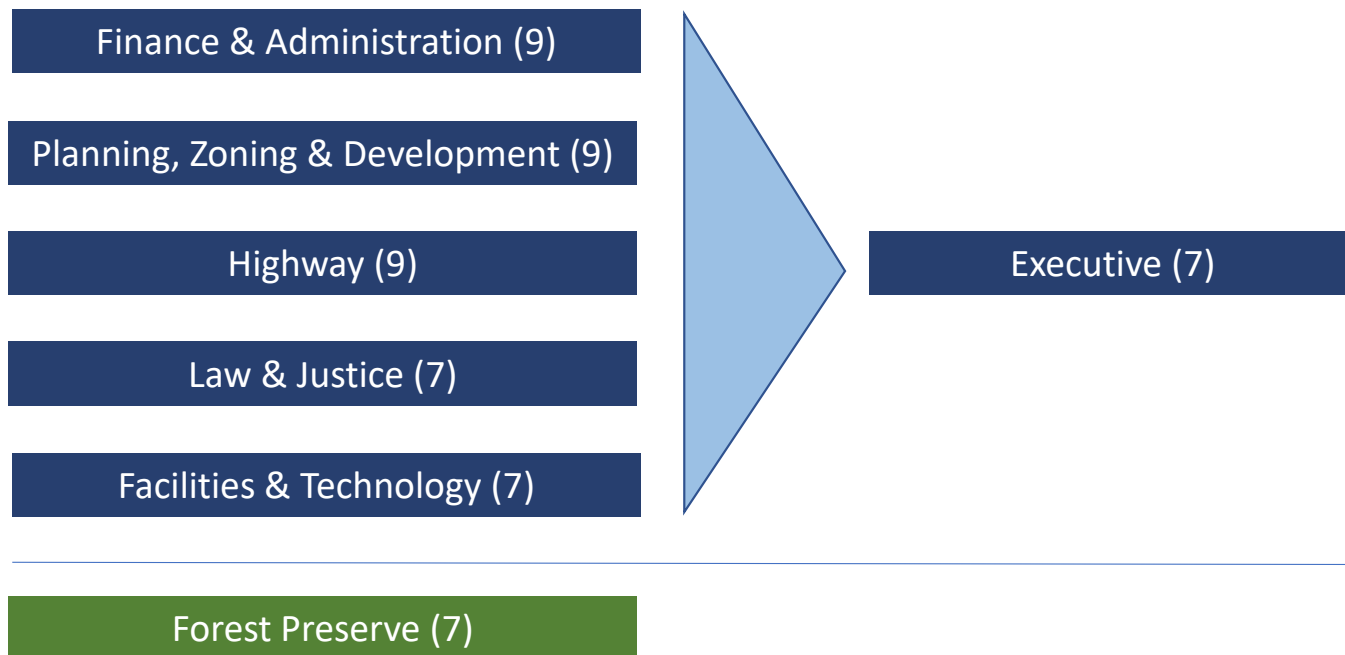 Finance & Administration (9)
Planning, Zoning & Development (9)
Highway (9)
Executive (7)
Law & Justice (7)
Facilities & Technology (7)
Forest Preserve (7)